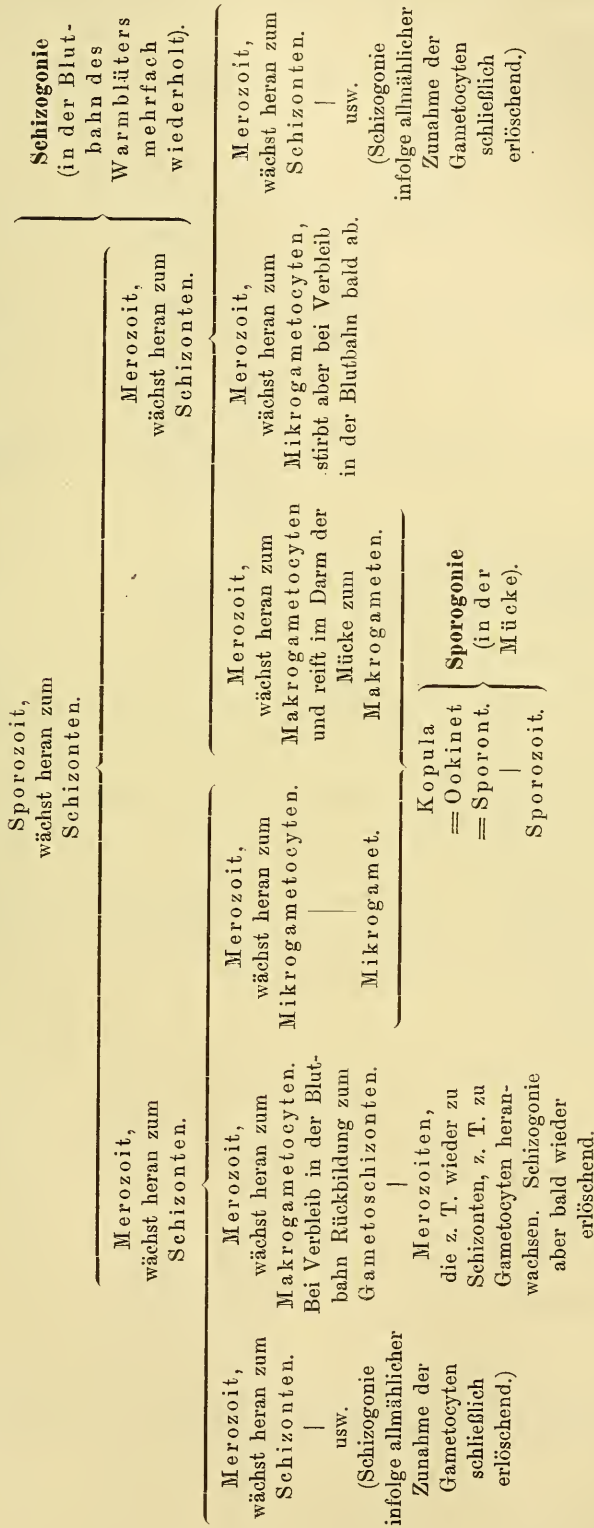 Sporozoit,
wächst heran zum
Schizonten.
Schizogonie
(in der Blut-
bahn des
Warmblüters
mehrfach
wiederholt).
Merozoit,
wächst heran zum
Schizonten.
Merozoit,
wächst heran zum
Schizonten.
Merozoit,
wächst heran zum
Schizonten.
|
usw.
(Schizogonie
infolge allmählicher
Zunahme der
Gametocyten
schließlich
erlöschend.)
Merozoit,
wächst heran zum
Makrogametocyten.
Bei Verbleib in der Blut-
bahn Rückbildung zum
Gametoschizonten.
|
Merozoiten,
die z. T. wieder zu
Schizonten, z. T. zu
Gametocyten heran-
wachsen. Schizogonie
aber bald wieder
erlöschend.
Merozoit,
wächst heran zum
Mikrogametocyten.
|
Mikrogamet.
Merozoit,
wächst heran zum
Makrogametocyten
und reift im Darm der
Mücke zum
Makrogameten.
Merozoit,
wächst heran zum
Mikrogametocyten,
stirbt aber bei Verbleib
in der Blutbahn bald ab.
Merozoit,
wächst heran zum
Schizonten.
|
usw.
(Schizogonie
infolge allmählicher
Zunahme der
Gametocyten
schließlich
erlöschend.)
Kopula
= Ookinet
= Sporont.
|
Sporozoit.
Sporogonie
(in der
Mücke).